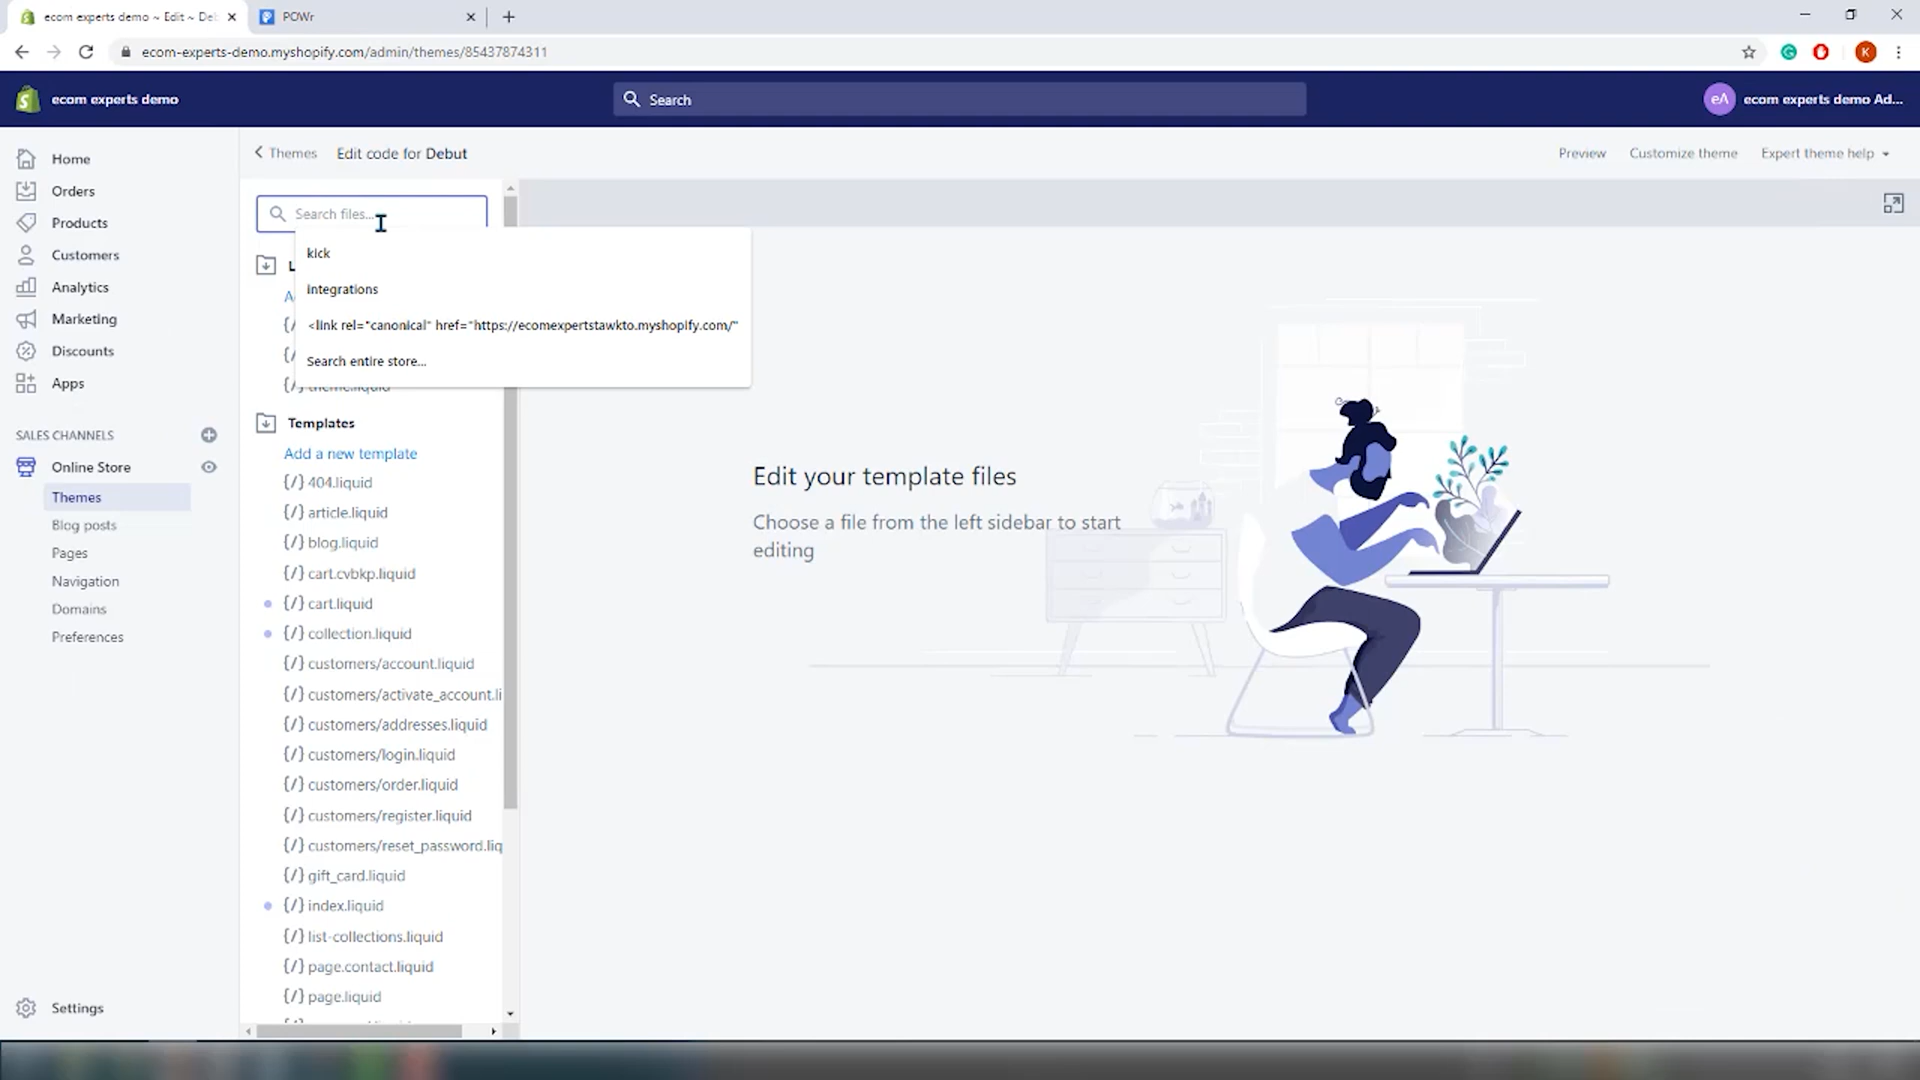 ecom experts demo ~ Edit ~ Deb
POWr
ecom-experts-demo.myshopify.com/admin/themes/85437874311
K
ecom experts demo
Search
eA
ecom experts demo Ad...
Home
Orders
Products
Customers
Analytics
Marketing
Discounts
Apps
SALES CHANNELS
Online Store
Themes
Blog posts
Pages
Navigation
Domains
Preferences
Settings
Themes
Edit code for Debut
Preview
Customize theme
Expert theme help
Search files...
kick
integrations
<link rel="canonical" href="https://ecomexpertstawkto.myshopify.com/"
Search entire store...
{/} theme.liquid
Templates
Add a new template
{/} 404.liquid
{/} article.liquid
{/} blog.liquid
{/} cart.cvbkp.liquid
{/} cart.liquid
{/} collection.liquid
{/} customers/account.liquid
{/} customers/activate_account.li
{/} customers/addresses.liquid
{/} customers/login.liquid
{/} customers/order.liquid
{/} customers/register.liquid
{/} customers/reset_password.liq
{/} gift_card.liquid
{/} index.liquid
{/} list-collections.liquid
{/} page.contact.liquid
{/} page.liquid
Edit your template files
Choose a file from the left sidebar to start
editing